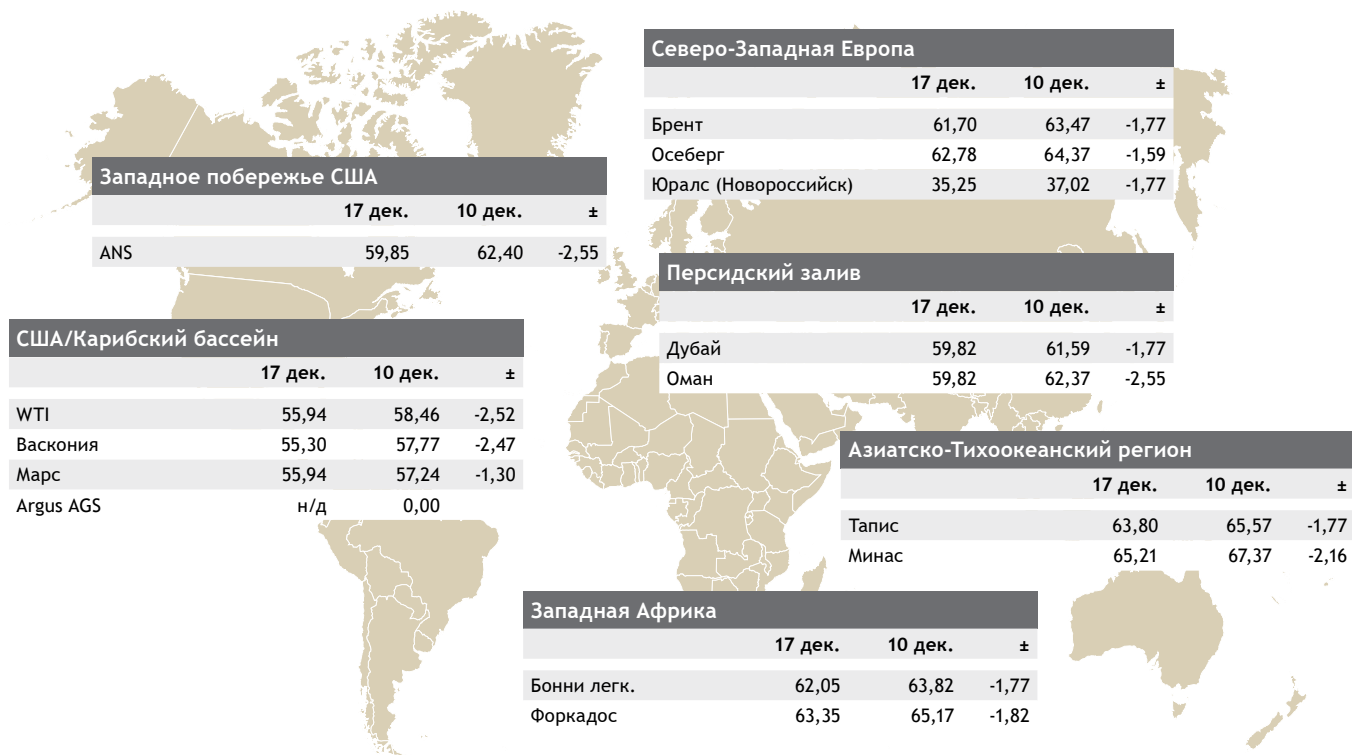 Северо-Западная Европа
17 дек. 10 дек. ±
Брент 61,70 63,47 -1,77
Осеберг 62,78 64,37 -1,59
Юралс (Новороссийск) 35,25 37,02 -1,77
Западное побережье США
17 дек. 10 дек. ±
ANS 59,85 62,40 -2,55
Персидский залив
17 дек. 10 дек. ±
Дубай 59,82 61,59 -1,77
Оман 59,82 62,37 -2,55
США/Карибский бассейн
17 дек. 10 дек. ±
WTI 55,94 58,46 -2,52
Васкония 55,30 57,77 -2,47
Марс 55,94 57,24 -1,30
Argus AGS н/д 0,00
Азиатско-Тихоокеанский регион
17 дек. 10 дек. ±
Тапис 63,80 65,57 -1,77
Минас 65,21 67,37 -2,16
Западная Африка
17 дек. 10 дек. ±
Бонни легк. 62,05 63,82 -1,77
Форкадос 63,35 65,17 -1,82